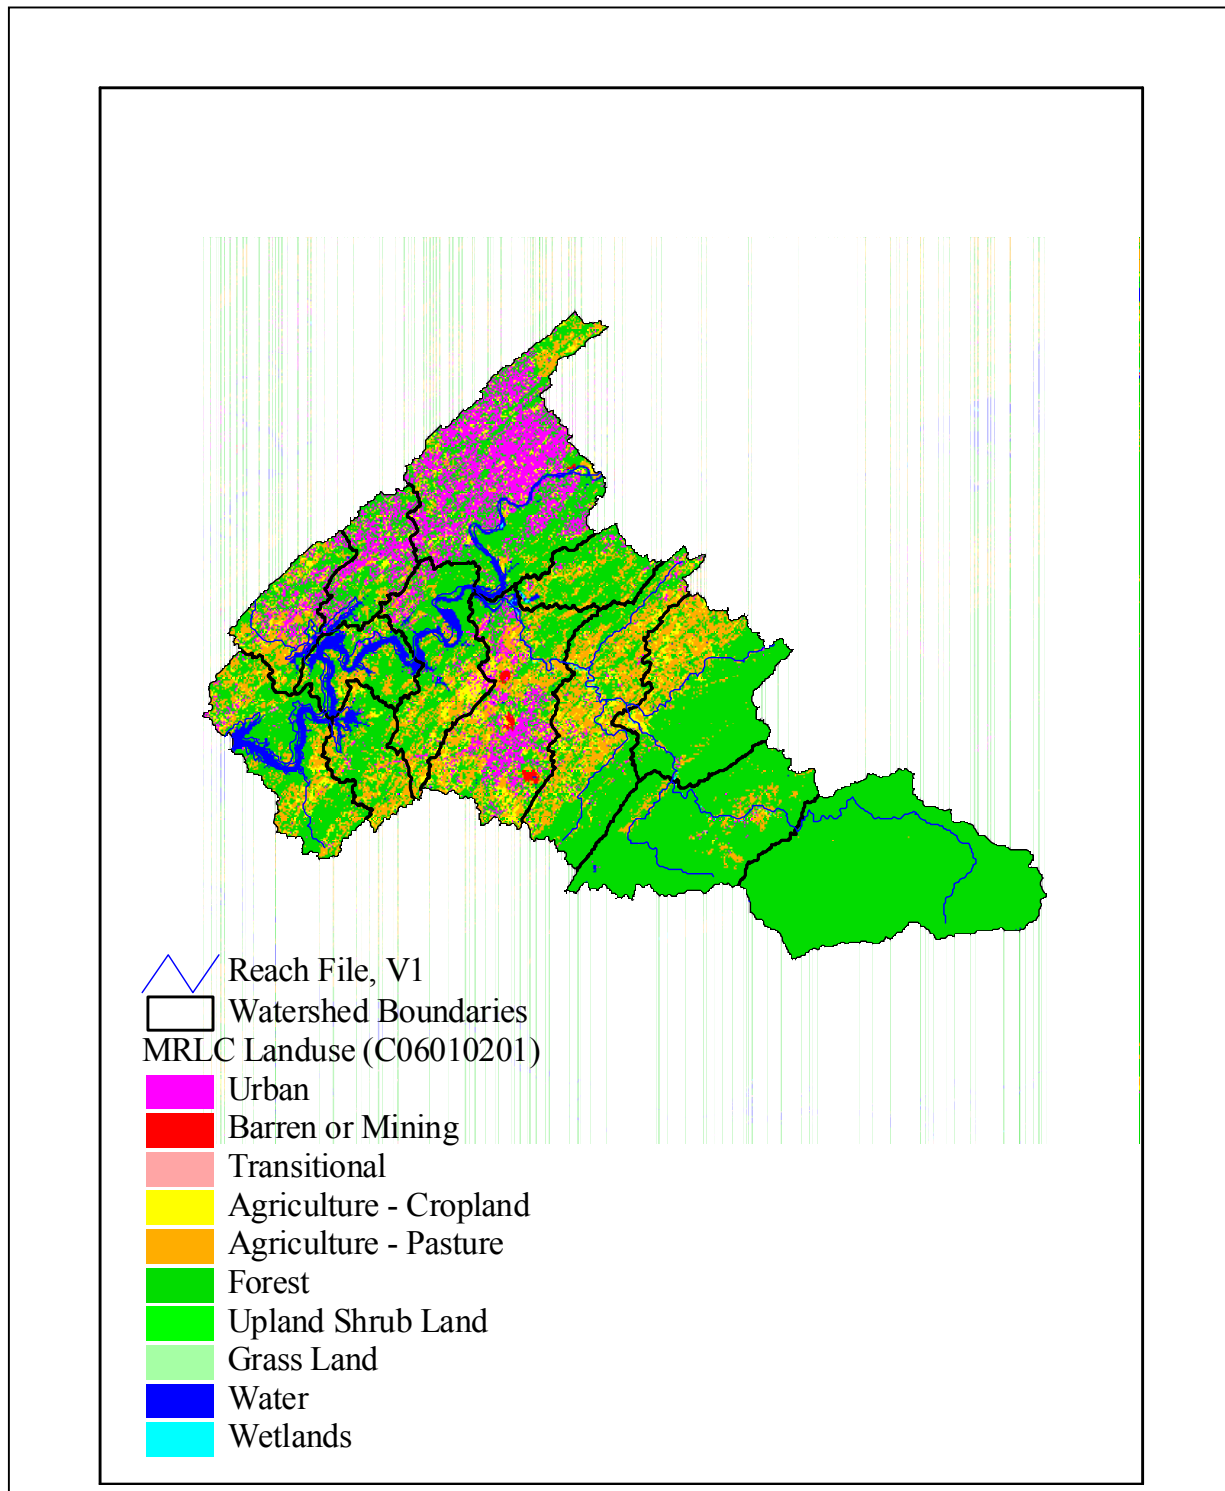 Reach File, V1
Watershed Boundaries
MRLC Landuse (C06010201)
Urban
Barren or Mining
Transitional
Agriculture - Cropland
Agriculture - Pasture
Forest
Upland Shrub Land
Grass Land
Water
Wetlands